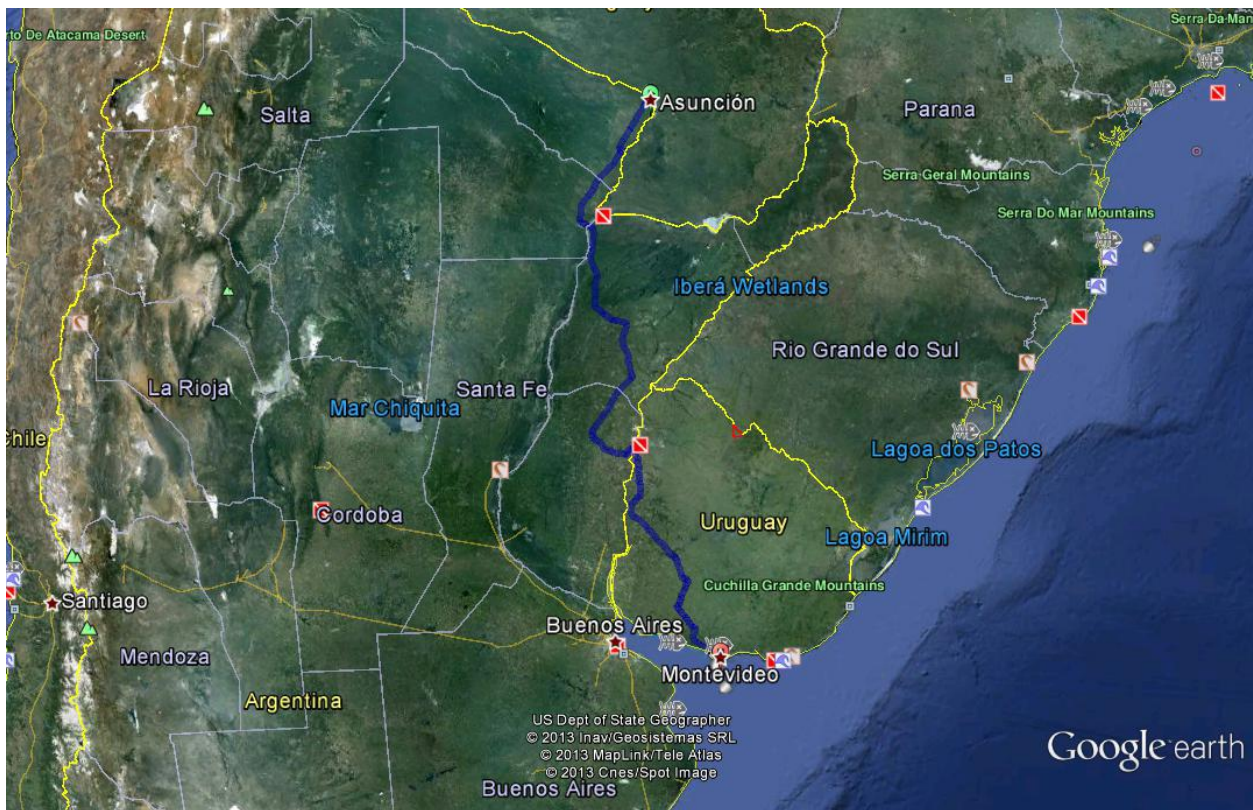 rto De Atacama Desert
Serra Da Man
Salta
Asunción
Parana
Serra Geral Mountains
Serra Do Mar Mountains
Iberá Wetlands
Rio Grande do Sul
La Rioja
Santa Fe
Mar Chiquita
Chile
Lagoa dos Patos
Cordoba
Uruguay
Lagoa Mirim
Cuchilla Grande Mountains
Santiago
Buenos Aires
Mendoza
Montevideo
Argentina
US Dept of State Geographer
© 2013 Inav/Geosistemas SRL
© 2013 MapLink/Tele Atlas
© 2013 Cnes/Spot Image
Google earth
Buenos Aires